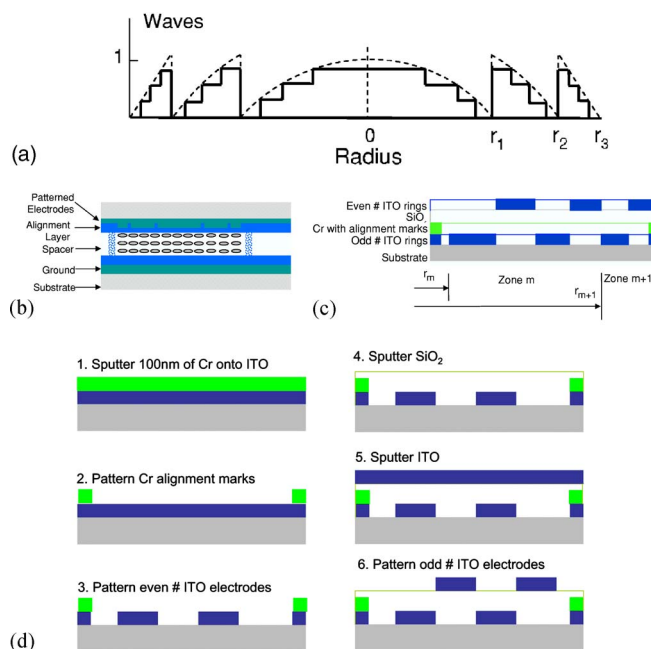 Waves
1
0
r1
r2
r3
Radius
(a)
Patterned
Electrodes
Alignment
Layer
Spacer
Ground
Substrate
(b)
Even # ITO rings
SiO
Cr with alignment marks
Odd # ITO rings
Substrate
rm
Zone m
rm+1
Zone m+1
(c)
1. Sputter 100nm of Cr onto ITO
2. Pattern Cr alignment marks
3. Pattern even # ITO electrodes
4. Sputter SiO2
5. Sputter ITO
6. Pattern odd # ITO electrodes
(d)